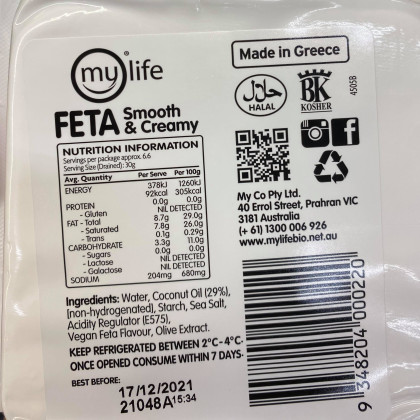 my life
Made in Greece
حلال
HALAL
BK
KOSHER
4505B
FETA Smooth & Creamy
NUTRITION INFORMATION
Servings per package approx. 6.6
Serving Size (Drained): 30g
Avg. Quantity Per Serve Per 100g
ENERGY 378kJ 1260kJ
92kcal 305kcal
PROTEIN 0.0g 0.0g
- Gluten NIL DETECTED
FAT - Total 8.7g 29.0g
- Saturated 7.8g 26.0g
- Trans 0.1g 0.29g
CARBOHYDRATE 3.3g 11.0g
- Sugars 0.0g 0.0g
- Lactose NIL DETECTED
- Galactose NIL DETECTED
SODIUM 204mg 680mg
My Co Pty Ltd.
40 Errol Street, Prahran VIC
3181 Australia
(+ 61) 1300 006 926
www.mylifebio.net.au
Ingredients: Water, Coconut Oil (29%),
[non-hydrogenated], Starch, Sea Salt,
Acidity Regulator (E575),
Vegan Feta Flavour, Olive Extract.
KEEP REFRIGERATED BETWEEN 2°C-4°C.
ONCE OPENED CONSUME WITHIN 7 DAYS.
BEST BEFORE:
17/12/2021
21048A15:34
9 348204 000220